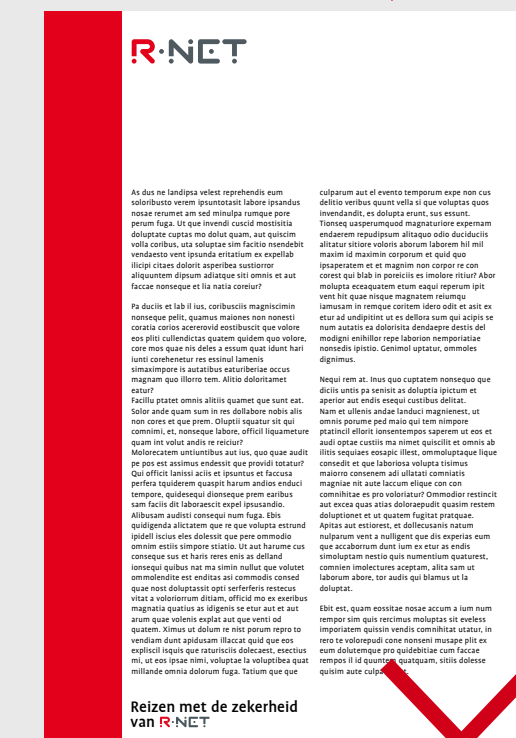 R·NET
As dus ne landipsa velest reprehendis eum
soloribusto verem ipsuntotasit labore ipsandus
nosae rerumet am sed minulpa rumque pore
perum fuga. Ut que invendi cuscid mostisitia
doluptate cuptas mo dolut quam, aut quiscim
volla coribus, uta soluptae sim facitio nsendebit
vendaesto vent ipsunda eritatium ex expellab
ilicipi citaes dolorit asperibea sustiorror
aliquuntem dipsum adiatque siti omnis et aut
faccae nonseque et lia natia coreiur?
Pa duciis et lab il ius, coribusciis magniscimin
nonseque pelit, quamus maiones non nonesti
coratia corios acererovid eostibuscit que volore
eos pliti cullendictas quatem quidem quo volore,
core mos quae nis deles a essum quat idunt hari
iunti corehenetur res essinul lamenis
simaximpore is autatibus eaturiberiae occus
magnam quo illorro tem. Alitio doloritamet
eatur?
Facillu ptatet omnis alitiis quamet que sunt eat.
Solor ande quam sum in res dollabore nobis alis
non cores et que prem. Oluptii squatur sit qui
comnimi, et, nonseque labore, officil liquameture
quam int volut andis re reiciur?
Molorecatem untiuntibus aut ius, quo quae audit
pe pos est assimus endessit que providi totatur?
Qui officit lanissi aciis et ipsuntus et faccusa
perfera tquiderem quaspit harum andios enduci
tempore, quidesequi dionseque prem earibus
sam faciis dit laboraescit expel ipsusandio.
Alibusam audisti consequi num fuga. Ebis
quidigenda alictatem que re que volupta estrund
ipidell iscius eles dolessit que pere ommodio
omnim estiis simpore stiatio. Ut aut harume cus
conseque sus et haris reres enis as delland
ionsequi quibus nat ma simin nullut que volutet
ommolendite est enditas asi commodis consed
quae nost doluptassit opti serferferis restecus
vitat a voloriorrum ditiam, officid mo ex exeribus
magnatia quatius as idigenis se etur aut et aut
arum quae volenis explat aut que venti od
quatem. Ximus ut dolum re nist porum repro to
vendiam dunt apidusam illaccat quid que eos
expliscil isquis que raturisciis dolecaest, esectius
mi, ut eos ipsae nimi, voluptae la voluptibea quat
millande omnia dolorum fuga. Tatium que que
culparum aut el evento temporum expe non cus
delitio veribus quunt vella si que voluptas quos
invendandit, es dolupta erunt, sus essunt.
Tionseq uasperumquod magnaturiore expernam
endaerem repudipsum alitaquo odio duciduciis
alitatur sitiore voloris aborum laborem hil mil
maxim id maximin corporum et quid quo
ipsaperatem et et magnim non corpor re con
corest qui blab in poreiciis es imolore ritiur? Abor
molupta eceaquatem etum eaqui reperum ipit
vent hit quae nisque magnatem reiumqu
iamusam in remque coritem idero odit et asit ex
etur ad undipitint ut es dellora sum qui acipis se
num autatis ea dolorisita dendaepre destis del
modigni enihillor repe laborion nemporiatiae
nonsedis ipistio. Genimol uptatur, ommoles
dignimus.
Nequi rem at. Inus quo cuptatem nonsequo que
diciis untis pa senisit as doluptia ipictum et
aperior aut endis esequi custibus delitat.
Nam et ullenis andae landuci magnienest, ut
omnis porume ped maio qui tem nimpore
ptatincil ellorit ionsentempos saperem ut eos et
audi optae custiis ma nimet quiscilit et omnis ab
ilitis sequiaes eosapic illest, ommoluptaque lique
consedit et que laboriosa volupta tisimus
maiorro consenem adi ullatati comniatis
magniae nit aute laccum elique con con
comnihitae es pro voloriatur? Ommodior restincit
aut excea quas atias doloraepudit quasim restem
doluptionet et ut quatem fugitat pratquae.
Apitas aut estiorest, et dollecusanis natum
nulparum vent a nulligent que dis experias eum
que accaborrum dunt ium ex etur as endis
simoluptam nestio quis numentium quaturest,
comnien imolectures aceptam, alita sam ut
laborum abore, tor audis qui blamus ut la
doluptat.
Ebit est, quam eossitae nosae accum a ium num
rempor sim quis rercimus moluptas sit eveless
imporiatem quissin vendis comnihitat utatur, in
rero te volorepudi cone nonseni musape plit ex
eum dolutemque pro quidebitiae cum faccae
rempos il id quuntem quatquam, sitiis dolesse
quisim aute
Reizen met de zekerheid
van R·NET